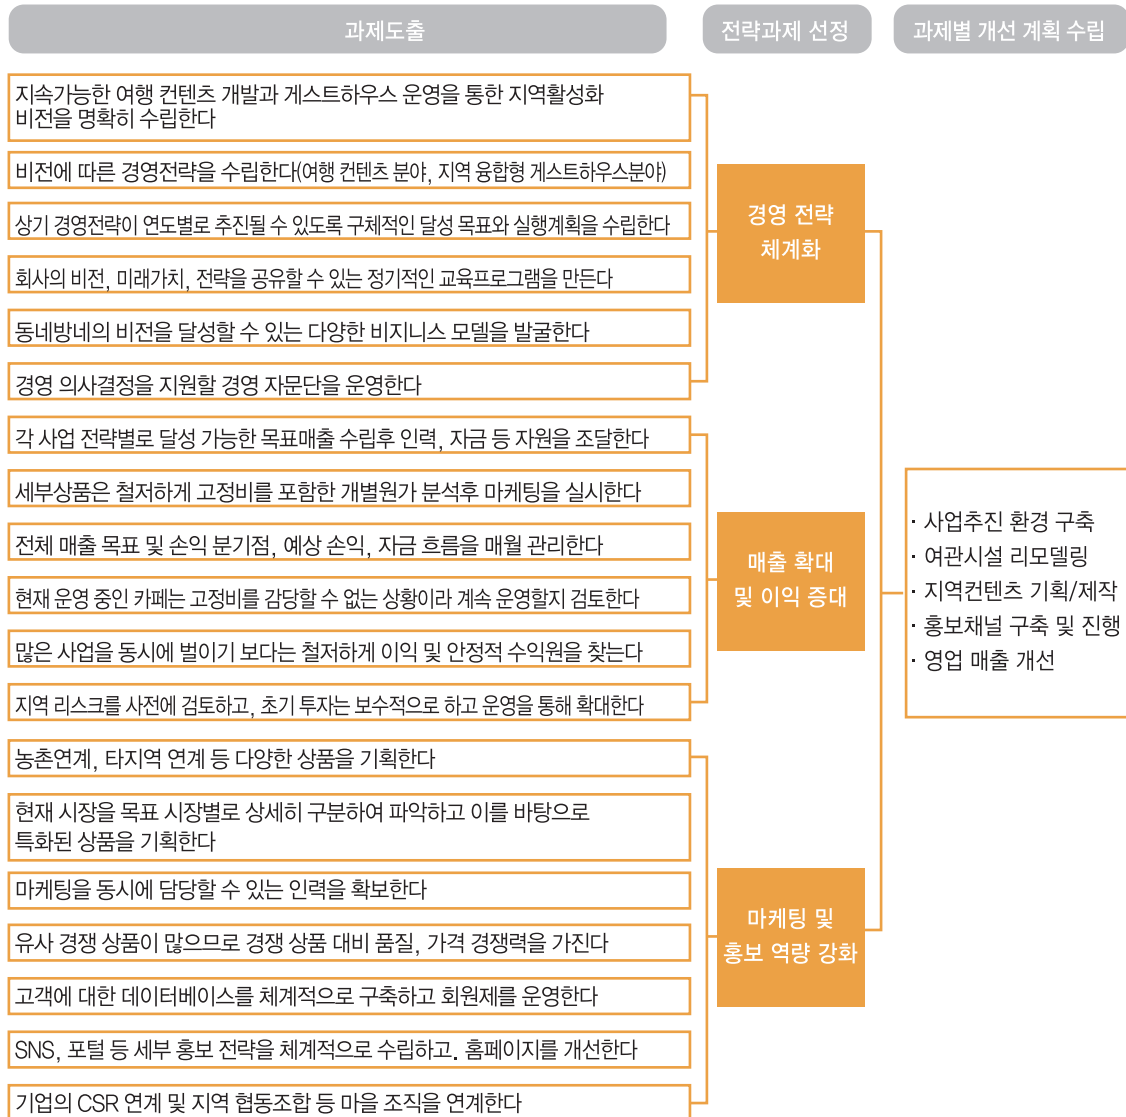 과제도출
전략과제 선정
과제별 개선 계획 수립
지속가능한 여행 컨텐츠 개발과 게스트하우스 운영을 통한 지역활성화
비전을 명확히 수립한다
비전에 따른 경영전략을 수립한다(여행 컨텐츠 분야, 지역 융합형 게스트하우스분야)
상기 경영전략이 연도별로 추진될 수 있도록 구체적인 달성 목표와 실행계획을 수립한다
회사의 비전, 미래가치, 전략을 공유할 수 있는 정기적인 교육프로그램을 만든다
동네방네의 비전을 달성할 수 있는 다양한 비지니스 모델을 발굴한다
경영 의사결정을 지원할 경영 자문단을 운영한다
각 사업 전략별로 달성 가능한 목표매출 수립후 인력, 자금 등 자원을 조달한다
세부상품은 철저하게 고정비를 포함한 개별원가 분석후 마케팅을 실시한다
전체 매출 목표 및 손익 분기점, 예상 손익, 자금 흐름을 매월 관리한다
현재 운영 중인 카페는 고정비를 감당할 수 없는 상황이라 계속 운영할지 검토한다
많은 사업을 동시에 벌이기 보다는 철저하게 이익 및 안정적 수익원을 찾는다
지역 리스크를 사전에 검토하고, 초기 투자는 보수적으로 하고 운영을 통해 확대한다
농촌연계, 타지역 연계 등 다양한 상품을 기획한다
현재 시장을 목표 시장별로 상세히 구분하여 파악하고 이를 바탕으로
특화된 상품을 기획한다
마케팅을 동시에 담당할 수 있는 인력을 확보한다
유사 경쟁 상품이 많으므로 경쟁 상품 대비 품질, 가격 경쟁력을 가진다
고객에 대한 데이터베이스를 체계적으로 구축하고 회원제를 운영한다
SNS, 포털 등 세부 홍보 전략을 체계적으로 수립하고. 홈페이지를 개선한다
기업의 CSR 연계 및 지역 협동조합 등 마을 조직을 연계한다
경영 전략
체계화
매출 확대
및 이익 증대
마케팅 및
홍보 역량 강화
· 사업추진 환경 구축
· 여관시설 리모델링
· 지역컨텐츠 기획/제작
· 홍보채널 구축 및 진행
· 영업 매출 개선